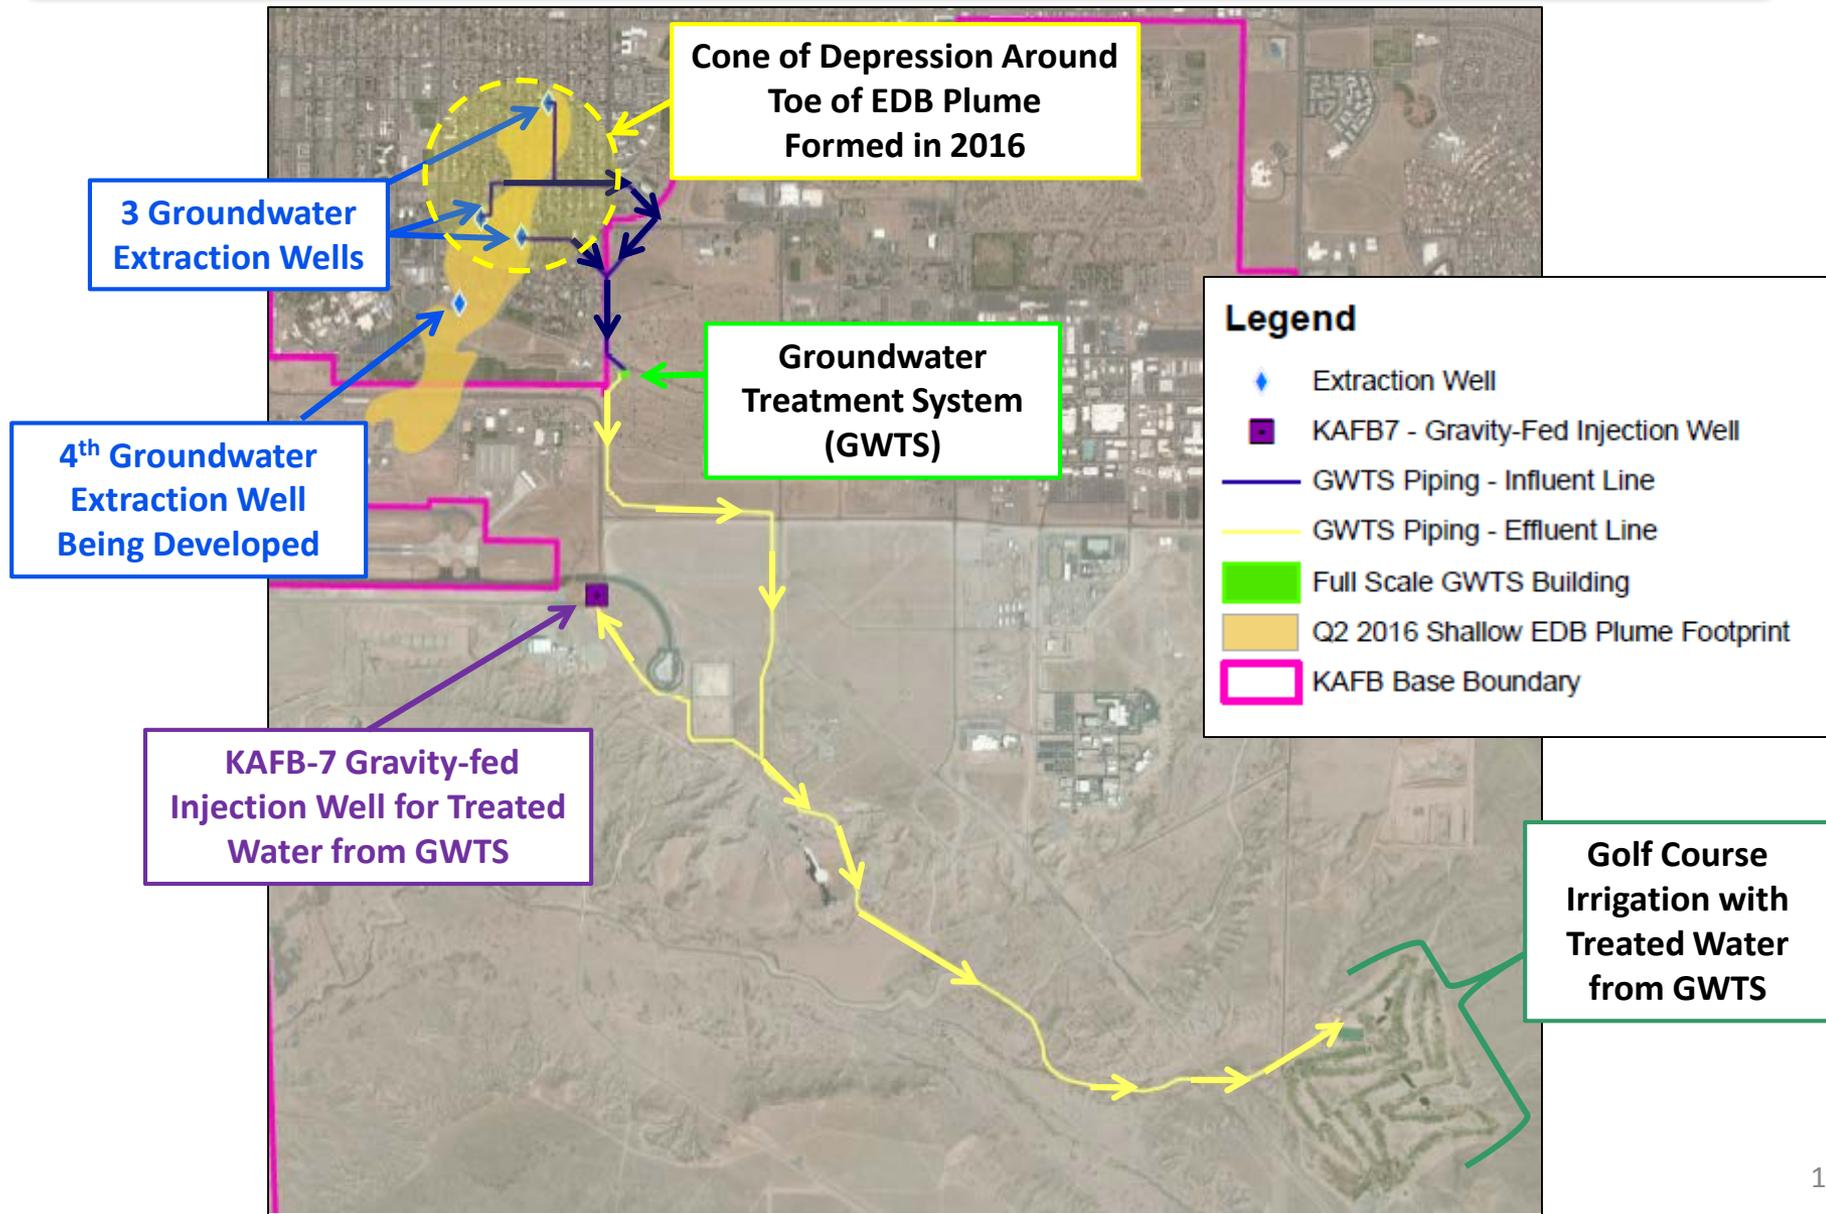 Cone of Depression Around
Toe of EDB Plume
Formed in 2016
3 Groundwater
Extraction Wells
Groundwater
Treatment System
(GWTS)
4th Groundwater
Extraction Well
Being Developed
Legend
Extraction Well
KAFB7 - Gravity-Fed Injection Well
GWTS Piping - Influent Line
GWTS Piping - Effluent Line
Full Scale GWTS Building
Q2 2016 Shallow EDB Plume Footprint
KAFB Base Boundary
KAFB-7 Gravity-fed
Injection Well for Treated
Water from GWTS
Golf Course
Irrigation with
Treated Water
from GWTS
1